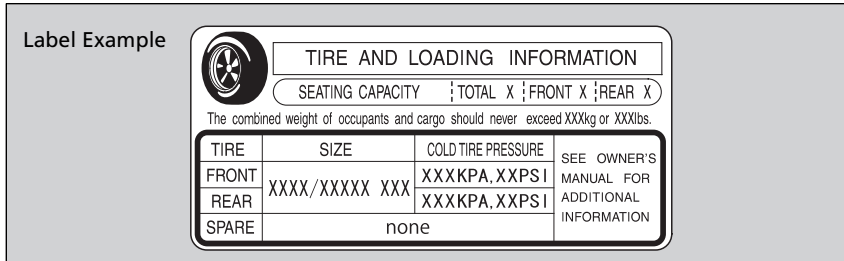 Label Example
TIRE AND LOADING INFORMATION
SEATING CAPACITY TOTAL X FRONT X REAR X
The combined weight of occupants and cargo should never exceed XXXkg or XXXlbs.
TIRE SIZE COLD TIRE PRESSURE
FRONT XXXX/XXXXX XXX XXXKPA,XXPSI
REAR XXXKPA,XXPSI
SPARE none
SEE OWNER'S
MANUAL FOR
ADDITIONAL
INFORMATION